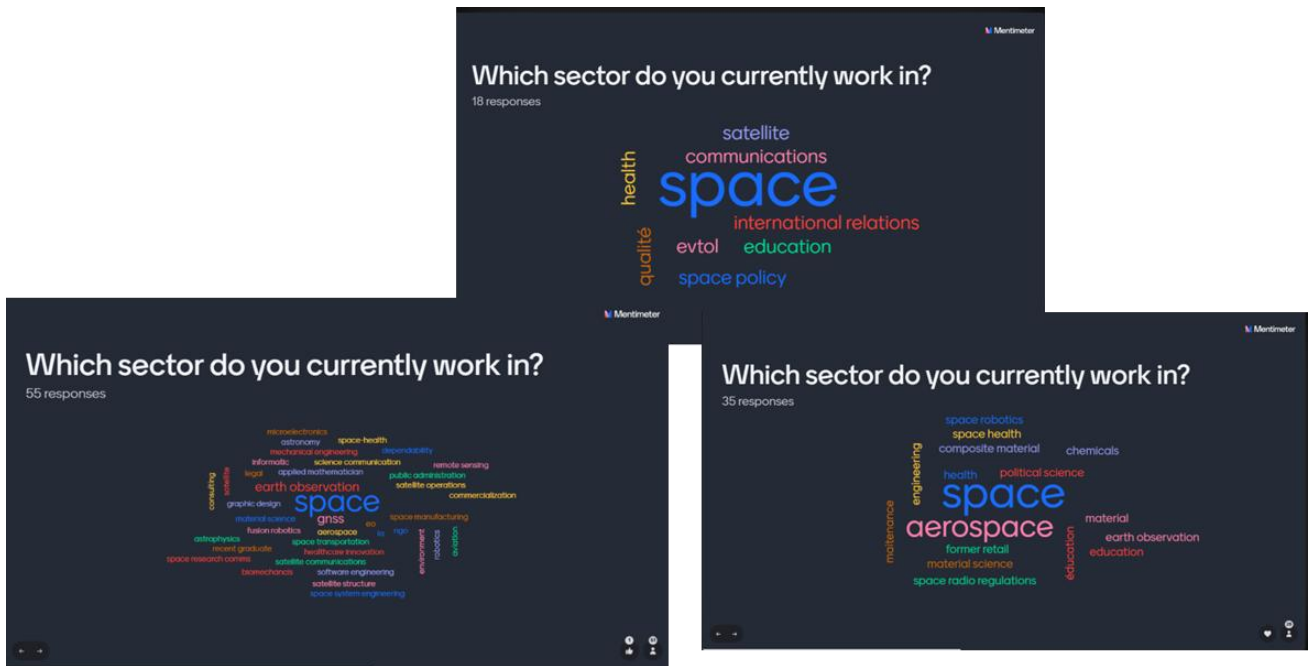 Mentimeter
Which sector do you currently work in?
18 responses
satellite
communications
health
space
international relations
qualité
evtol education
space policy
Mentimeter
Which sector do you currently work in?
55 responses
microelectronics
astronomy space-health
mechanical engineering dependability
informatic science communication remote sensing
legal applied mathematician public administration
consulting
satellite
earth observation satellite operations
commercialization
graphic design space
material science gnss eo space manufacturing
fusion robotics aerospace ngo
astrophysics space transportation
recent graduate healthcare innovation
space research comms satellite communications
environment
robotics
aviation
biomechancis software engineering
satellite structure
space system engineering
Mentimeter
Which sector do you currently work in?
35 responses
space robotics
space health
composite material chemicals
engineering
health political science
space
maitenance
aerospace material
earth observation
former retail éducation education
material science
space radio regulations